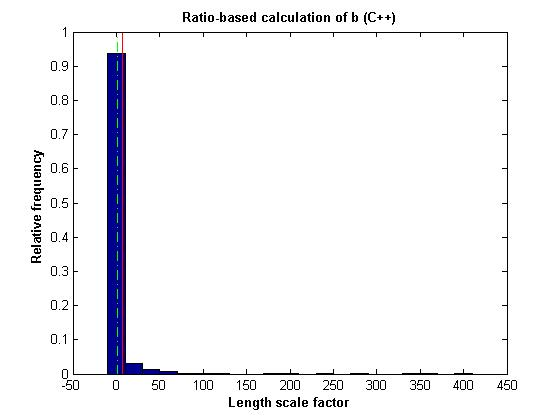 Ratio-based calculation of b (C++)
1
0.9
0.8
0.7
0.6
0.5
0.4
0.3
0.2
0.1
0
Relative frequency
-50 0 50 100 150 200 250 300 350 400 450
Length scale factor